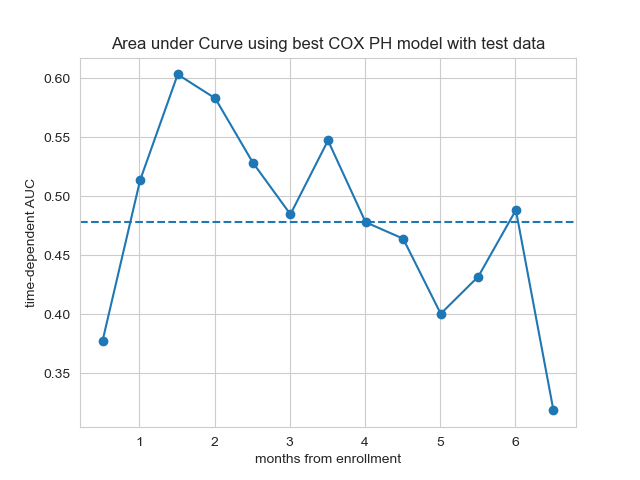 Area under Curve using best COX PH model with test data
time-dependent AUC
0.60
0.55
0.50
0.45
0.40
0.35
1 2 3 4 5 6
months from enrollment